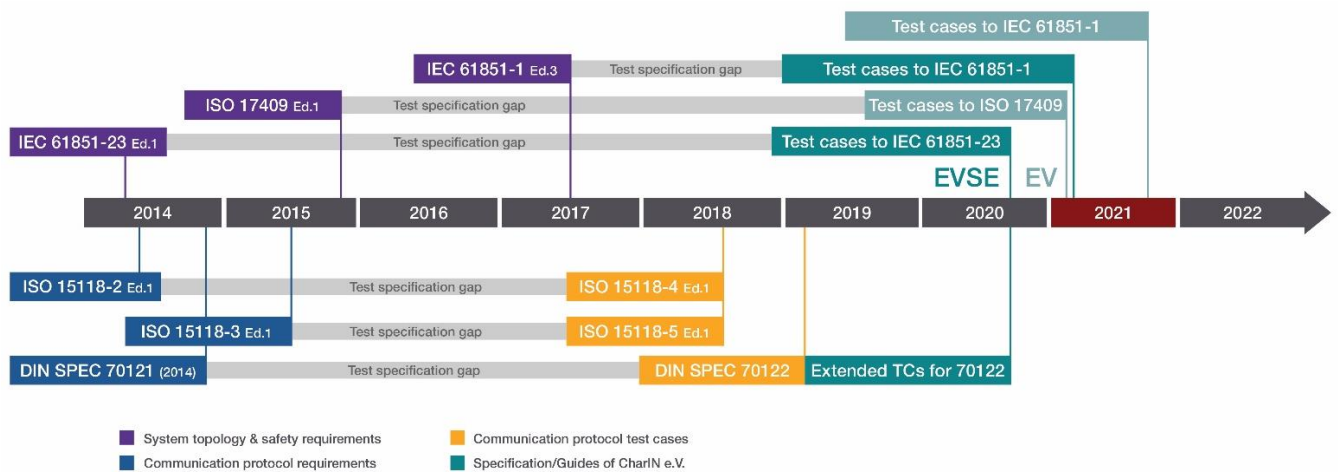 Test cases to IEC 61851-1
IEC 61851-1 Ed.3 Test specification gap Test cases to IEC 61851-1
ISO 17409 Ed.1 Test specification gap Test cases to ISO 17409
IEC 61851-23 Ed.1 Test specification gap Test cases to IEC 61851-23
EVSE EV
2014 2015 2016 2017 2018 2019 2020 2021 2022
ISO 15118-2 Ed.1 Test specification gap ISO 15118-4 Ed.1
ISO 15118-3 Ed.1 Test specification gap ISO 15118-5 Ed.1
DIN SPEC 70121 (2014) Test specification gap DIN SPEC 70122 Extended TCs for 70122
System topology & safety requirements Communication protocol test cases
Communication protocol requirements Specification/Guides of CharIN e.V.